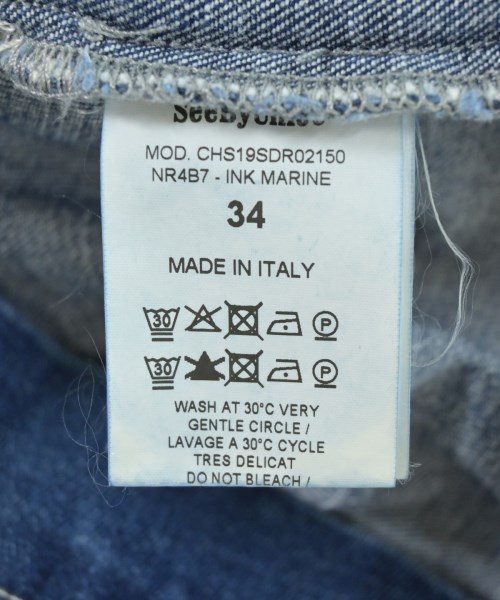 SeeByChloé
MOD. CHS19SDR02150
NR4B7 - INK MARINE
34
MADE IN ITALY
30 P
30 P
WASH AT 30°C VERY
GENTLE CIRCLE /
LAVAGE A 30°C CYCLE
TRES DELICAT
DO NOT BLEACH /